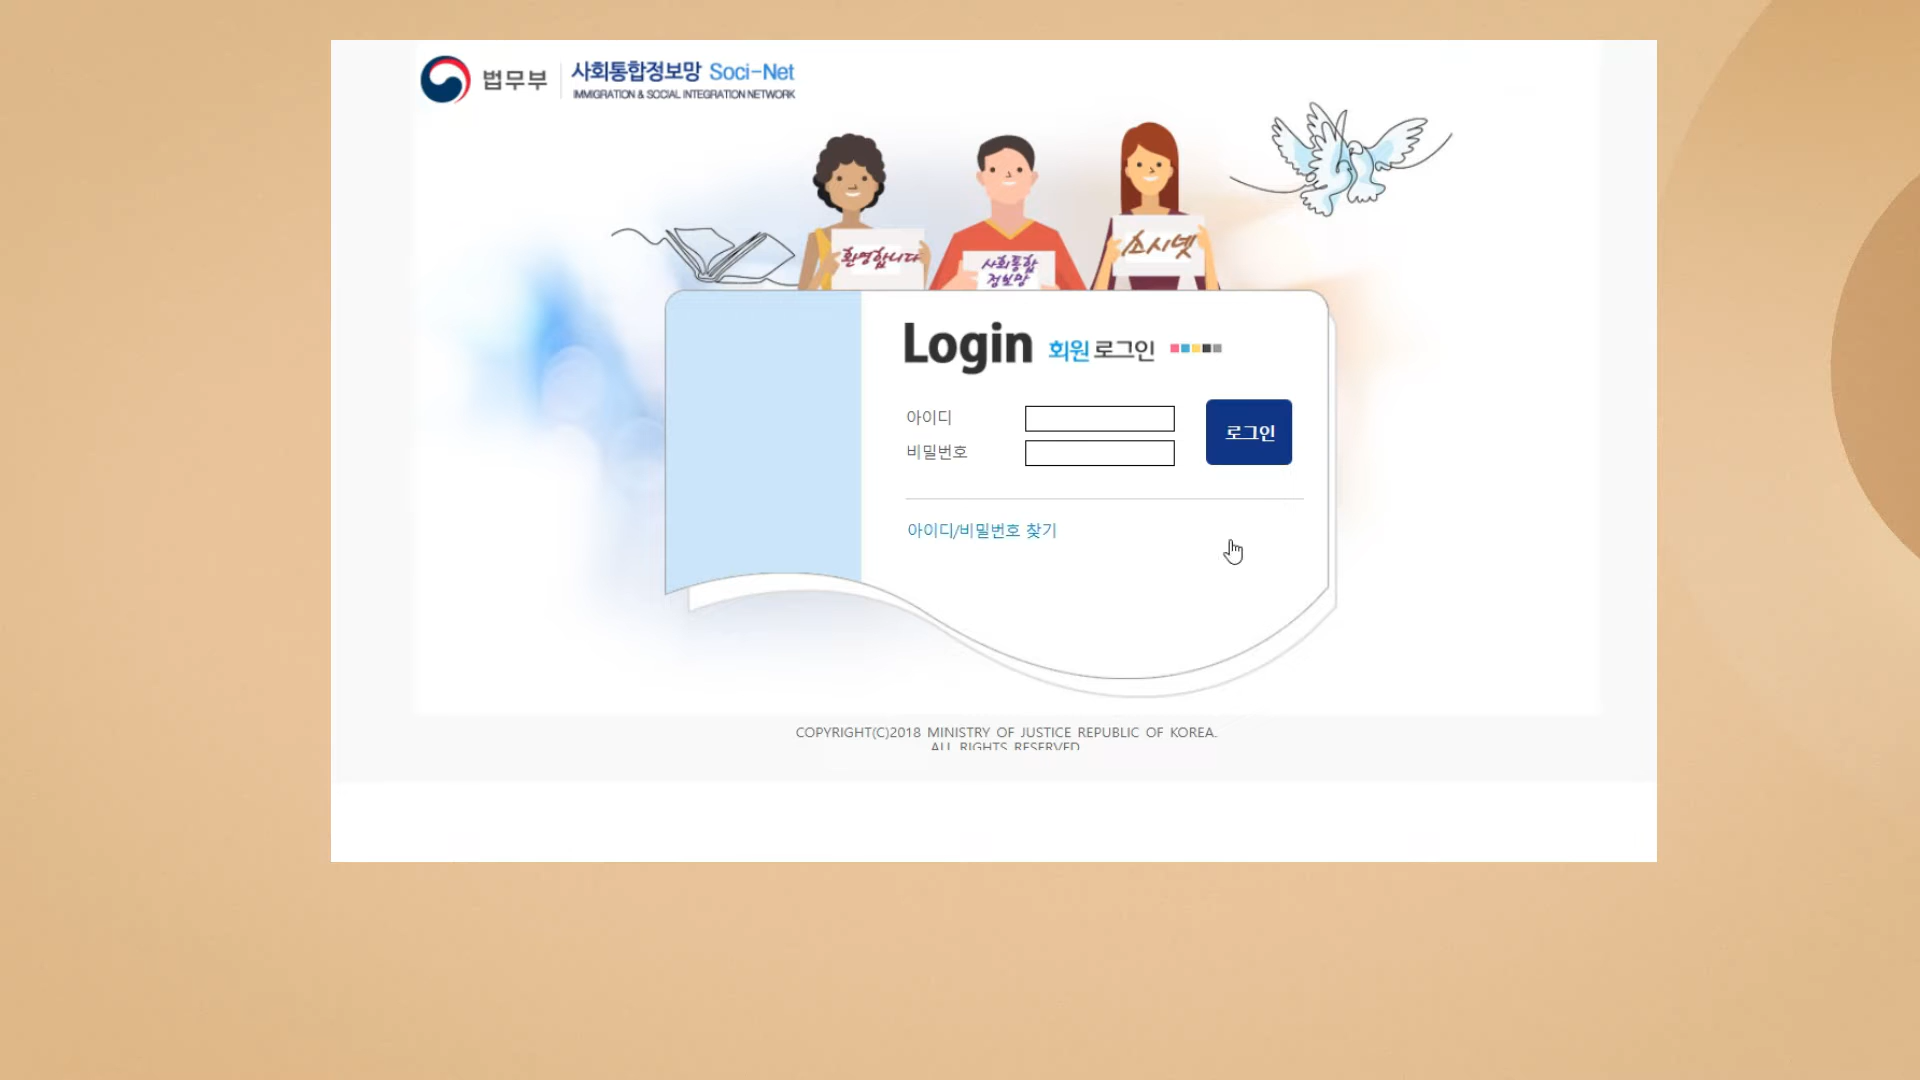 법무부
사회통합정보망 Soci-Net
IMMIGRATION & SOCIAL INTEGRATION NETWORK
환영합니다
사회통합
정보망
소시넷
Login 회원 로그인
아이디
비밀번호
로그인
아이디/비밀번호 찾기
COPYRIGHT(C)2018 MINISTRY OF JUSTICE REPUBLIC OF KOREA.
ALL RIGHTS RESERVED